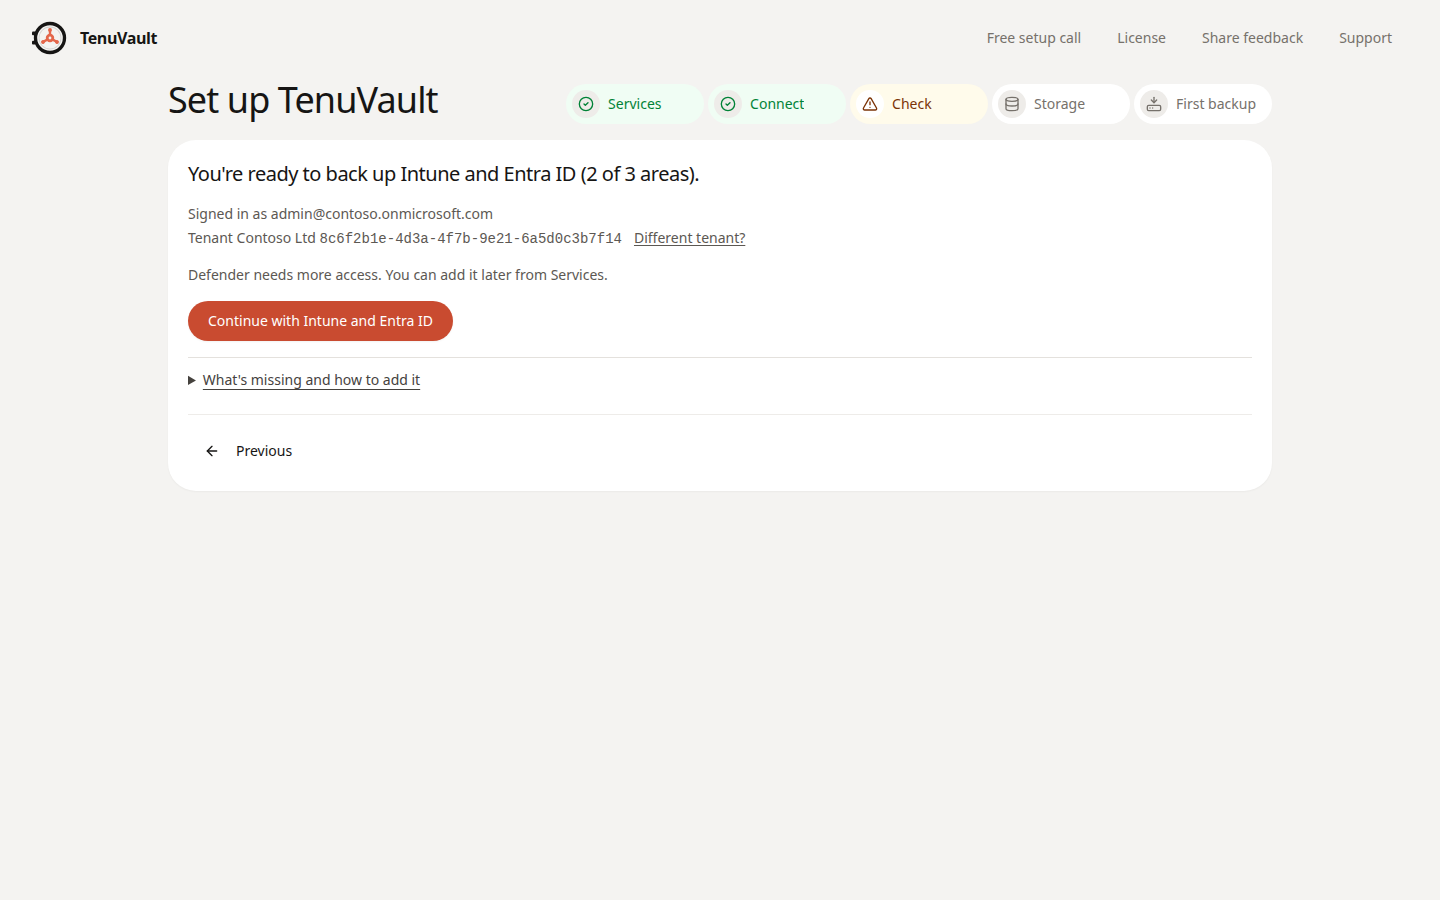 TenuVault
Free setup call
License
Share feedback
Support
Set up TenuVault
Services
Connect
Check
Storage
First backup
You're ready to back up Intune and Entra ID (2 of 3 areas).
Signed in as admin@contoso.onmicrosoft.com
Tenant Contoso Ltd 8c6f2b1e-4d3a-4f7b-9e21-6a5d0c3b7f14 Different tenant?
Defender needs more access. You can add it later from Services.
Continue with Intune and Entra ID
What's missing and how to add it
Previous